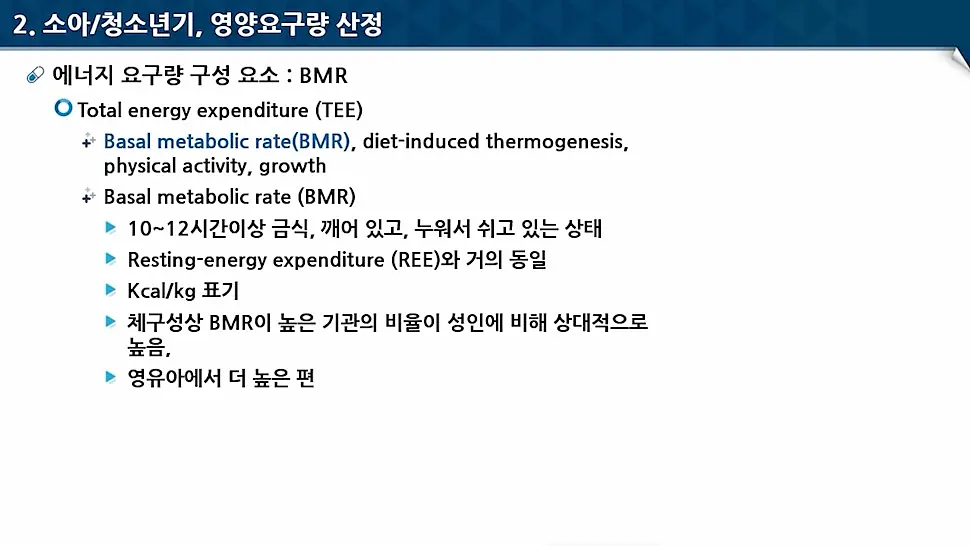 2. 소아/청소년기, 영양요구량 산정
에너지 요구량 구성 요소 : BMR
Total energy expenditure (TEE)
Basal metabolic rate(BMR), diet-induced thermogenesis,
physical activity, growth
Basal metabolic rate (BMR)
10~12시간이상 금식, 깨어 있고, 누워서 쉬고 있는 상태
Resting-energy expenditure (REE)와 거의 동일
Kcal/kg 표기
체구성상 BMR이 높은 기관의 비율이 성인에 비해 상대적으로
높음,
영유아에서 더 높은 편